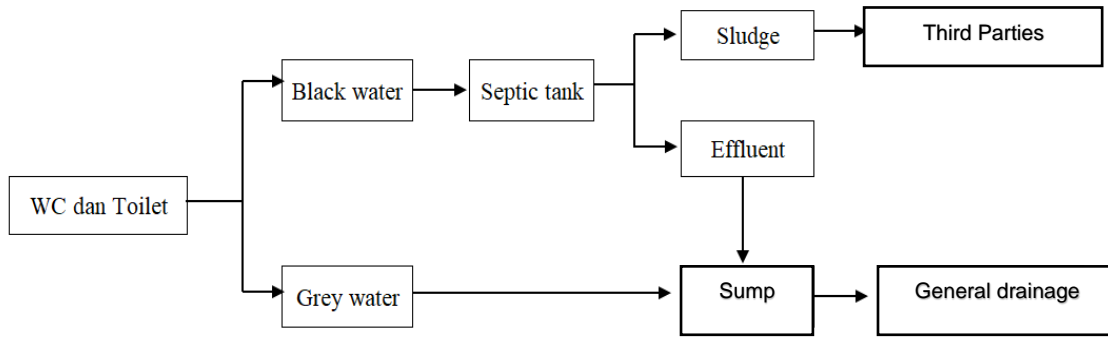 Sludge
Third Parties
Black water
Septic tank
Effluent
WC dan Toilet
Grey water
Sump
General drainage